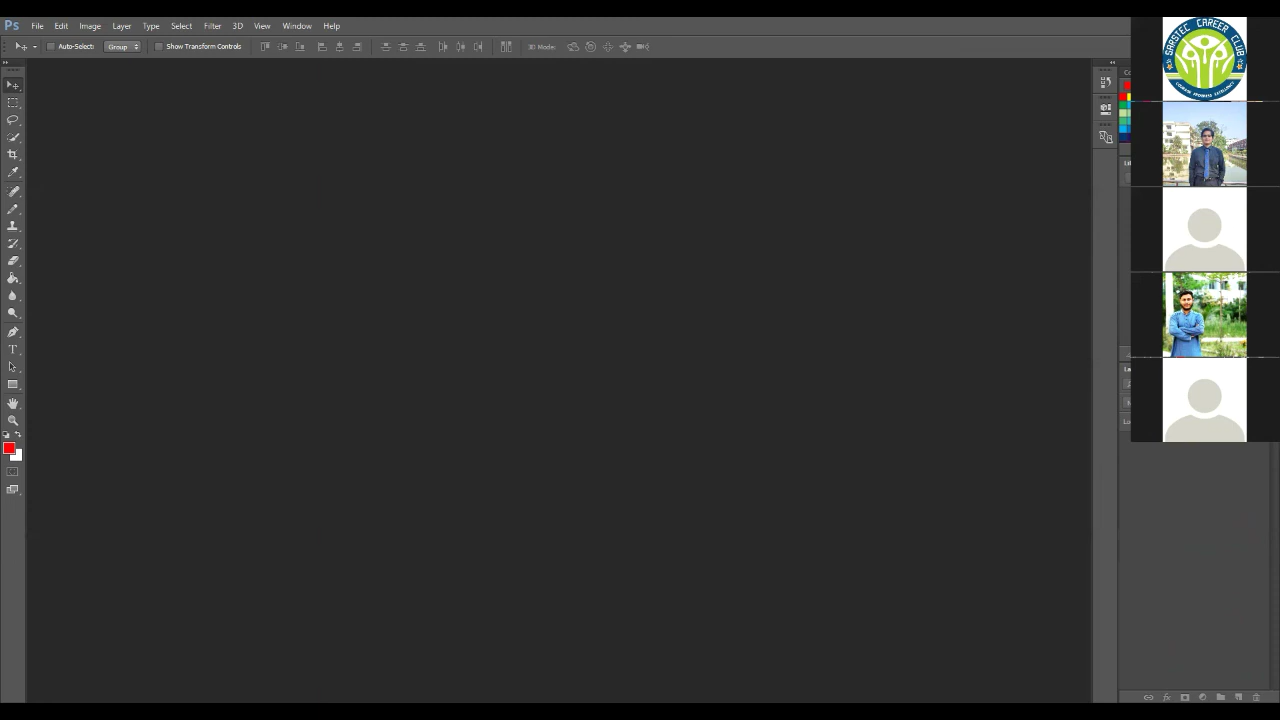 Ps File Edit Image Layer Type Select Filter 3D View Window Help
Auto-Select: Group Show Transform Controls 3D Mode:
SARSTEC CAREER CLUB